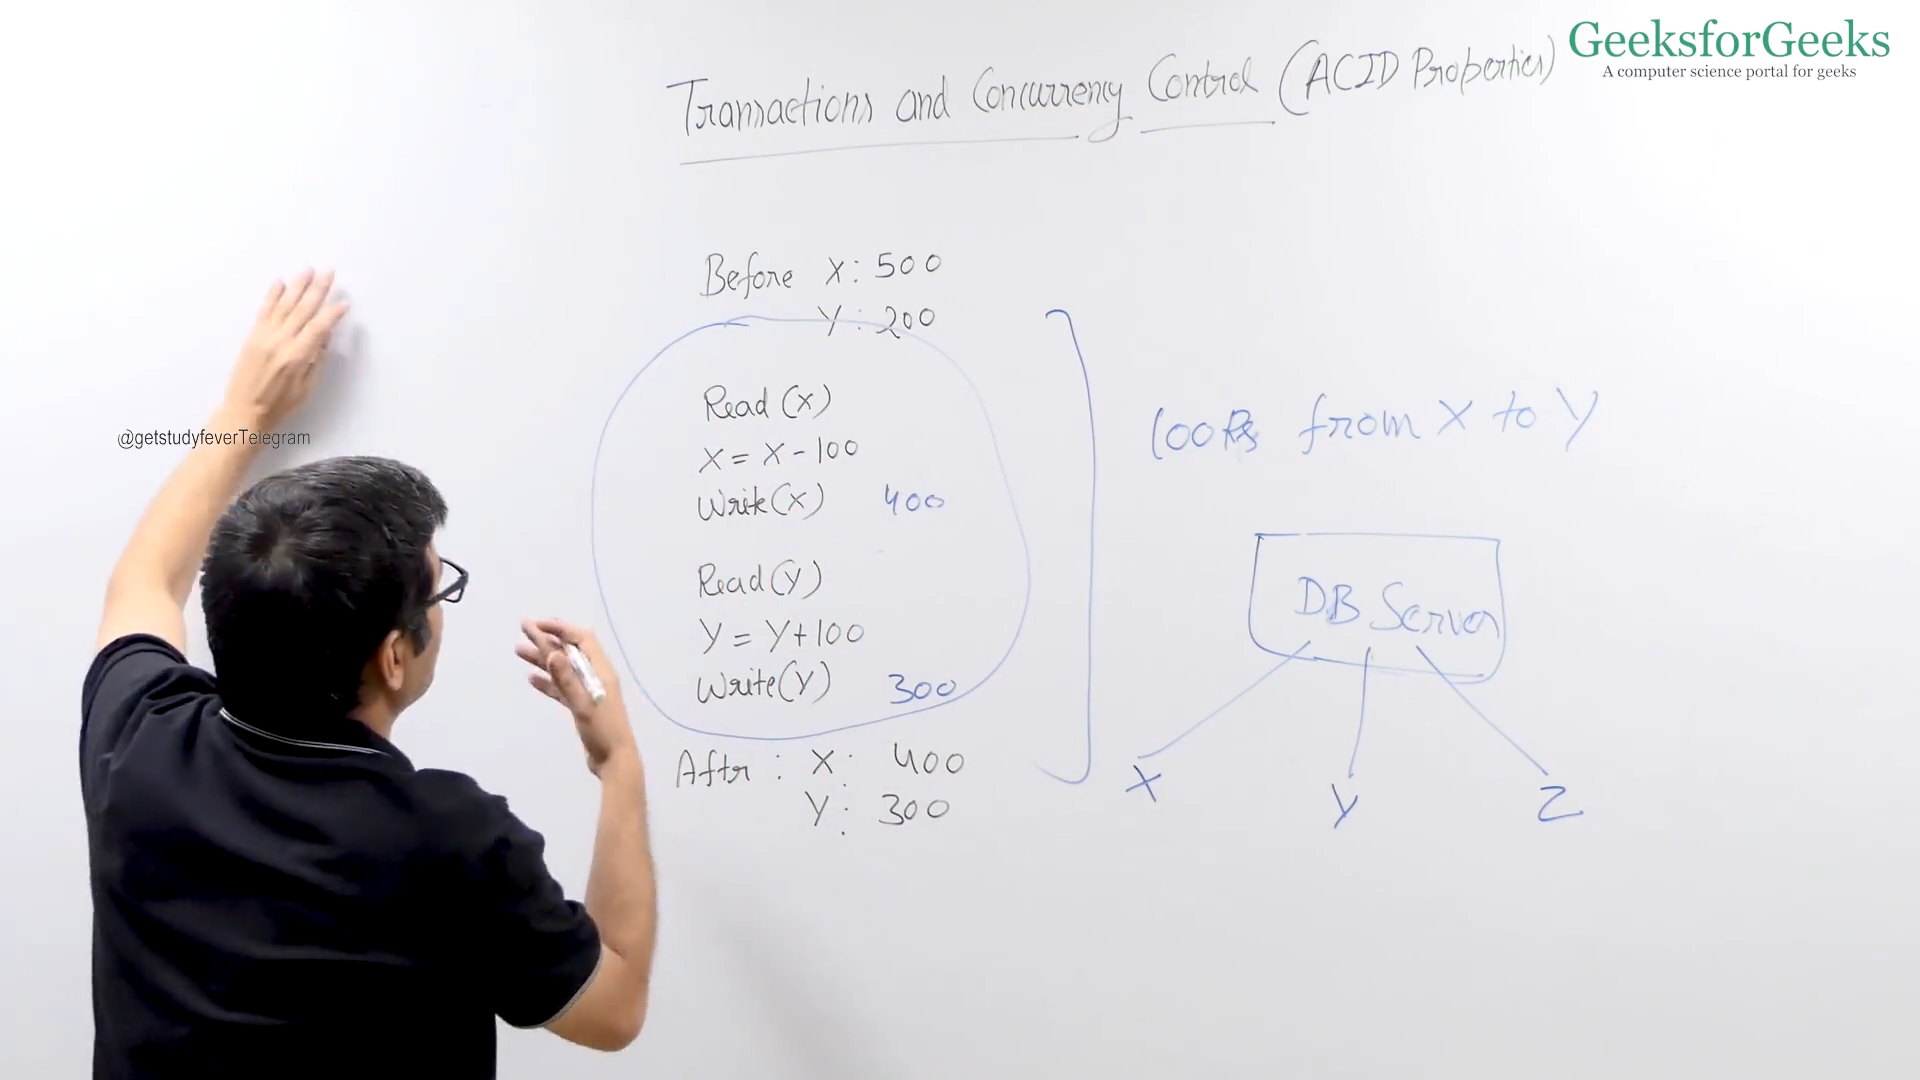 GeeksforGeeks
A computer science portal for geeks
Transactions and Concurrency Control (ACID Properties)
Before X: 500
Y: 200
Read (X)
X = X - 100
Write(X) 400
Read(Y)
Y = Y+100
Write(Y) 300
After : X: 400
Y: 300
100Rs from X to Y
DB Server
X Y Z
@getstudyfeverTelegram